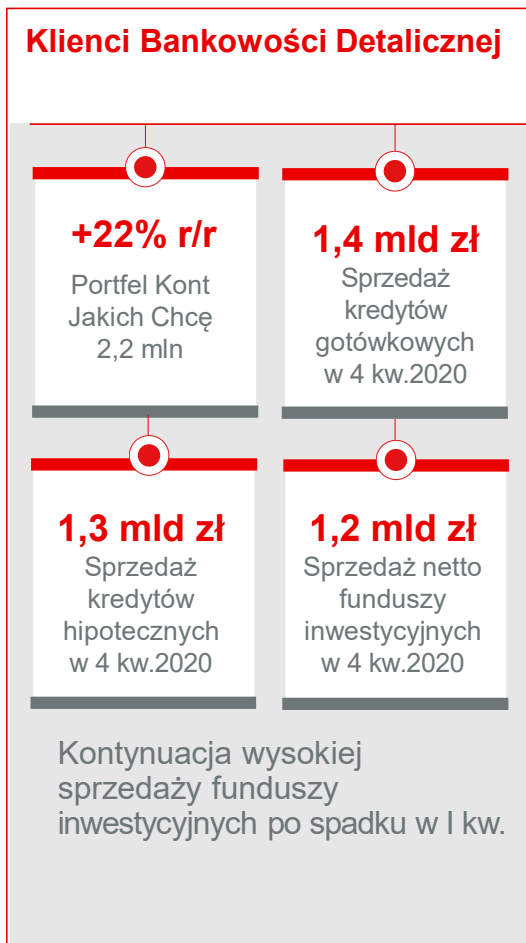 Klienci Bankowości Detalicznej
+22% r/r
Portfel Kont
Jakich Chcę
2,2 mln
1,4 mld zł
Sprzedaż
kredytów
gotówkowych
w 4 kw.2020
1,3 mld zł
Sprzedaż
kredytów
hipotecznych
w 4 kw.2020
1,2 mld zł
Sprzedaż netto
funduszy
inwestycyjnych
w 4 kw.2020
Kontynuacja wysokiej
sprzedaży funduszy
inwestycyjnych po spadku w I kw.